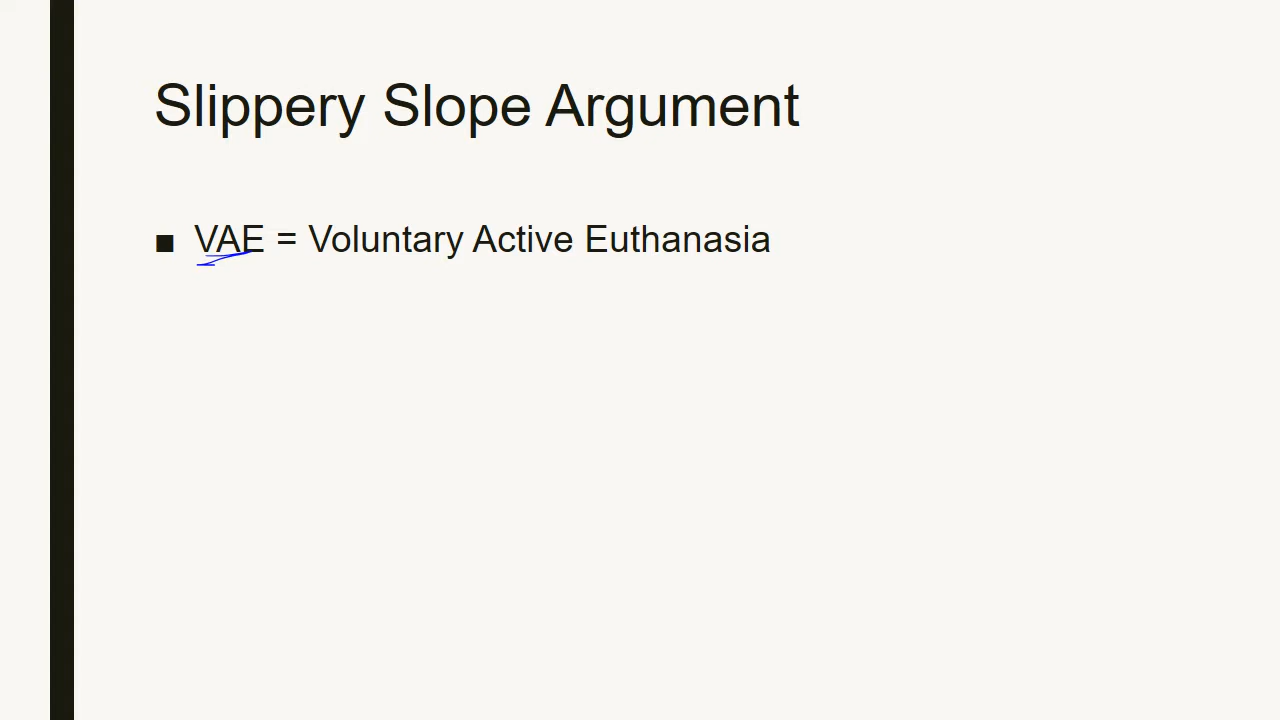 Slippery Slope Argument
■ VAE = Voluntary Active Euthanasia